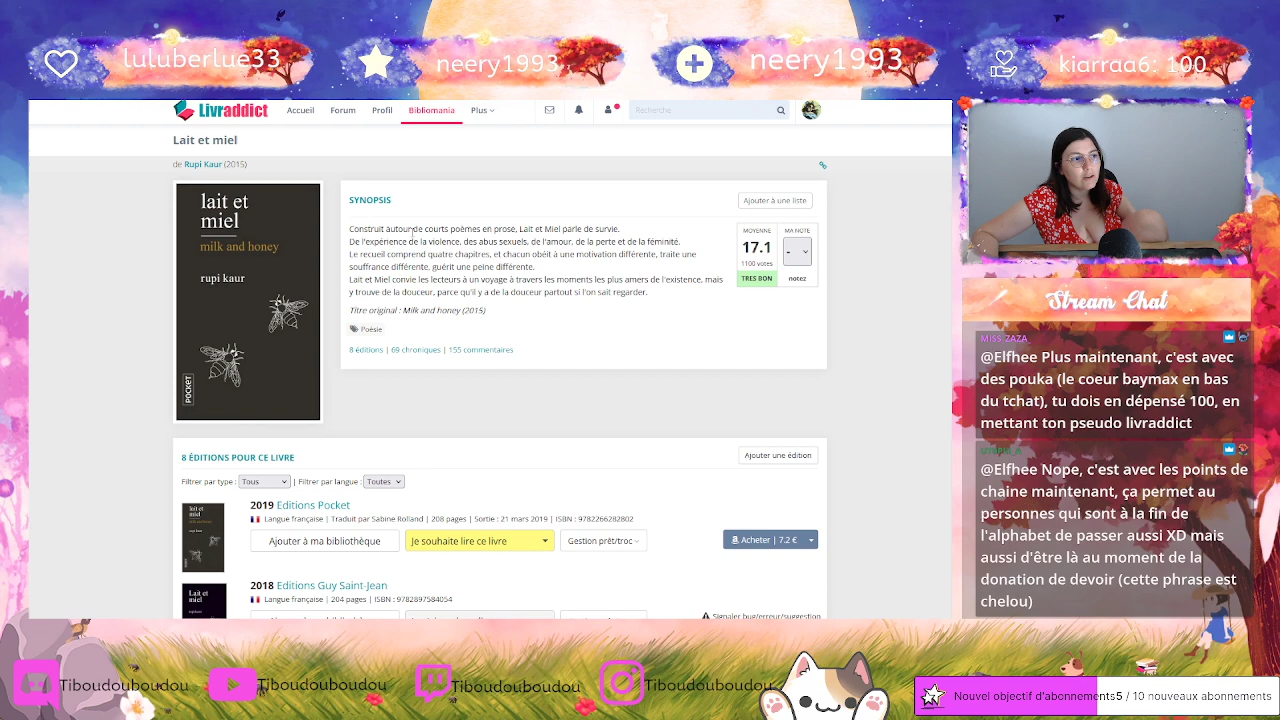 luluberlue33
neery1993
neery1993
kiarraa6: 100
Livraddict
Accueil
Forum
Profil
Bibliomania
Plus
Recherche
Lait et miel
de Rupi Kaur (2015)
lait et
miel
milk and honey
rupi kaur
POCKET
SYNOPSIS
Ajouter à une liste
Construit autour de courts poèmes en prose, Lait et Miel parle de survie.
De l'expérience de la violence, des abus sexuels, de l'amour, de la perte et de la féminité.
Le recueil comprend quatre chapitres, et chacun obéit à une motivation différente, traite une
souffrance différente, guérit une peine différente.
Lait et Miel convie les lecteurs à un voyage à travers les moments les plus amers de l'existence, mais
y trouve de la douceur, parce qu'il y a de la douceur partout si l'on sait regarder.
Titre original : Milk and honey (2015)
Poésie
8 éditions | 69 chroniques | 155 commentaires
MOYENNE
17.1
1100 votes
TRES BON
MA NOTE
-
notez
8 ÉDITIONS POUR CE LIVRE
Ajouter une édition
Filtrer par type : Tous | Filtrer par langue : Toutes
2019 Editions Pocket
Langue française | Traduit par Sabine Rolland | 208 pages | Sortie : 21 mars 2019 | ISBN : 9782266282802
Ajouter à ma bibliothèque
Je souhaite lire ce livre
Gestion prêt/troc
Acheter | 7.2 €
lait et
miel
2018 Editions Guy Saint-Jean
Langue française | 204 pages | ISBN : 9782897584054
Lait et
miel
Signaler bug/erreur/suggestion
Stream Chat
MISS_ZAZA_
@Elfhee Plus maintenant, c'est avec
des pouka (le coeur baymax en bas
du tchat), tu dois en dépensé 100, en
mettant ton pseudo livraddict
@Elfhee Nope, c'est avec les points de
chaine maintenant, ça permet au
personnes qui sont à la fin de
l'alphabet de passer aussi XD mais
aussi d'être là au moment de la
donation de devoir (cette phrase est
chelou)
Tiboudouboudou
Tiboudouboudou
Tiboudouboudou
Tiboudouboudou
Nouvel objectif d'abonnements
5 / 10 nouveaux abonnements